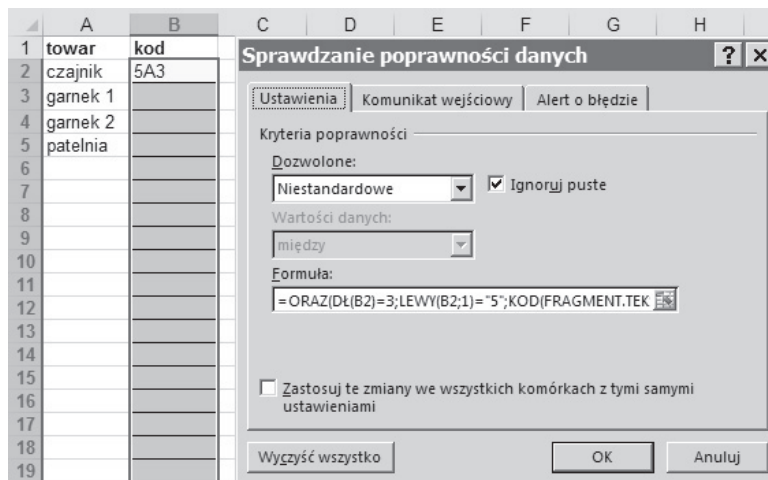 A B C D E F G H
1 towar kod
2 czajnik 5A3
3 garnek 1
4 garnek 2
5 patelnia
6
7
8
9
10
11
12
13
14
15
16
17
18
19
Sprawdzanie poprawności danych ? x
Ustawienia Komunikat wejściowy Alert o błędzie
Kryteria poprawności
Dozwolone:
Niestandardowe Ignoruj puste
Wartości danych:
między
Formuła:
=ORAZ(DŁ(B2)=3;LEWY(B2;1)="5";KOD(FRAGMENT.TEK
Zastosuj te zmiany we wszystkich komórkach z tymi samymi
ustawieniami
Wyczyść wszystko OK Anuluj